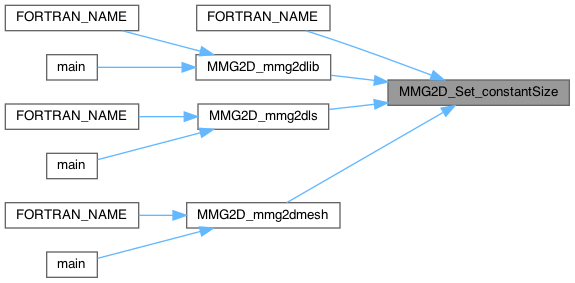 FORTRAN_NAME
FORTRAN_NAME
main
MMG2D_mmg2dlib
MMG2D_Set_constantSize
FORTRAN_NAME
MMG2D_mmg2dls
main
FORTRAN_NAME
MMG2D_mmg2dmesh
main